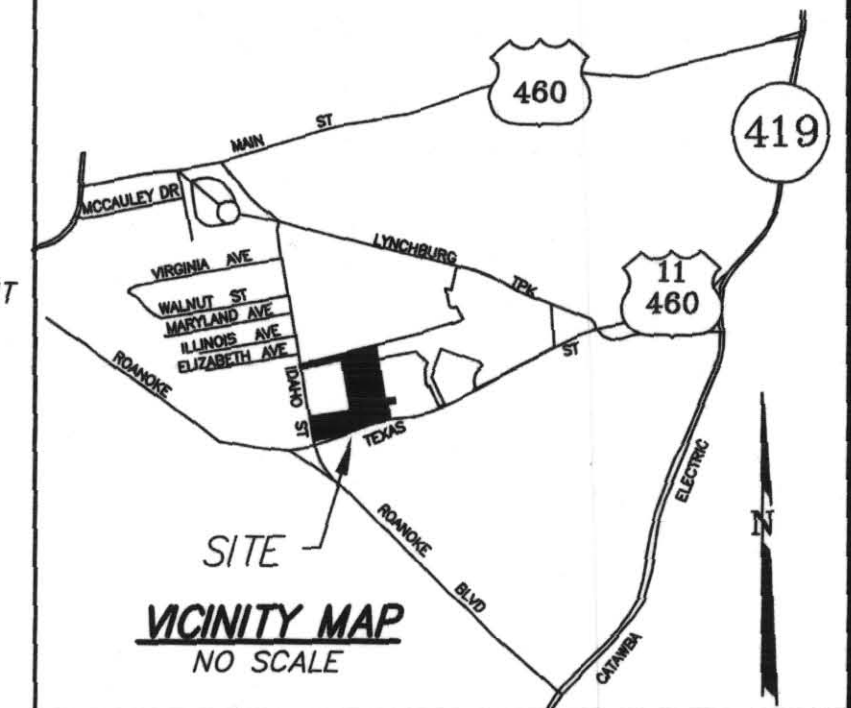 460
419
MAIN ST
MCCAULEY DR
LYNCHBURG TPK
VIRGINIA AVE
11
460
WALNUT ST
MARYLAND AVE
ILLINOIS AVE
ELIZABETH AVE
ROANOKE
IDAHO ST
TEXAS ST
ELECTRIC
N
SITE
ROANOKE BLVD
CATAWBA
VICINITY MAP
NO SCALE